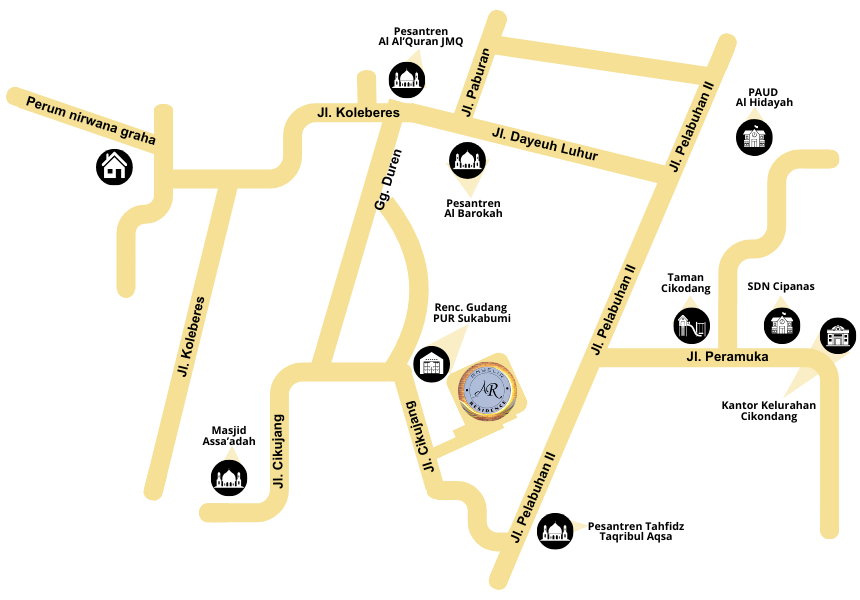 Pesantren
Al Al'Quran JMQ
Perum nirwana graha
Jl. Koleberes
Jl. Paburan
Jl. Dayeuh Luhur
Jl. Pelabuhan II
PAUD
Al Hidayah
Gg. Duren
Pesantren
Al Barokah
Jl. Koleberes
Renc. Gudang
PUR Sukabumi
Jl. Pelabuhan II
Taman
Cikodang
SDN Cipanas
Jl. Peramuka
Kantor Kelurahan
Cikondang
AR
RESIDENCE
Masjid
Assa'adah
Jl. Cikujang
Jl. Cikujang
Jl. Pelabuhan II
Pesantren Tahfidz
Taqribul Aqsa